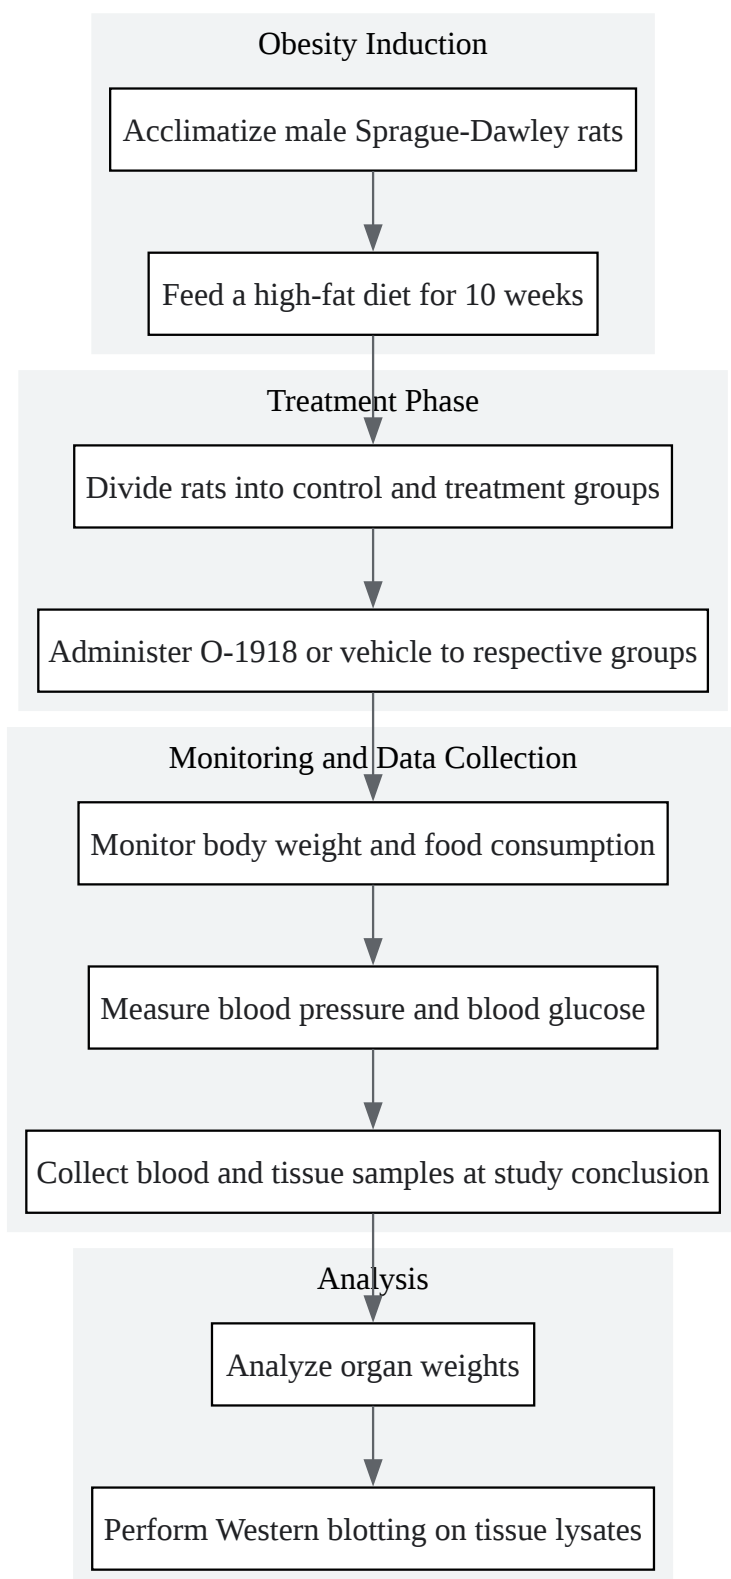 Obesity Induction
Acclimatize male Sprague-Dawley rats
Feed a high-fat diet for 10 weeks
Treatment Phase
Divide rats into control and treatment groups
Administer O-1918 or vehicle to respective groups
Monitoring and Data Collection
Monitor body weight and food consumption
Measure blood pressure and blood glucose
Collect blood and tissue samples at study conclusion
Analysis
Analyze organ weights
Perform Western blotting on tissue lysates